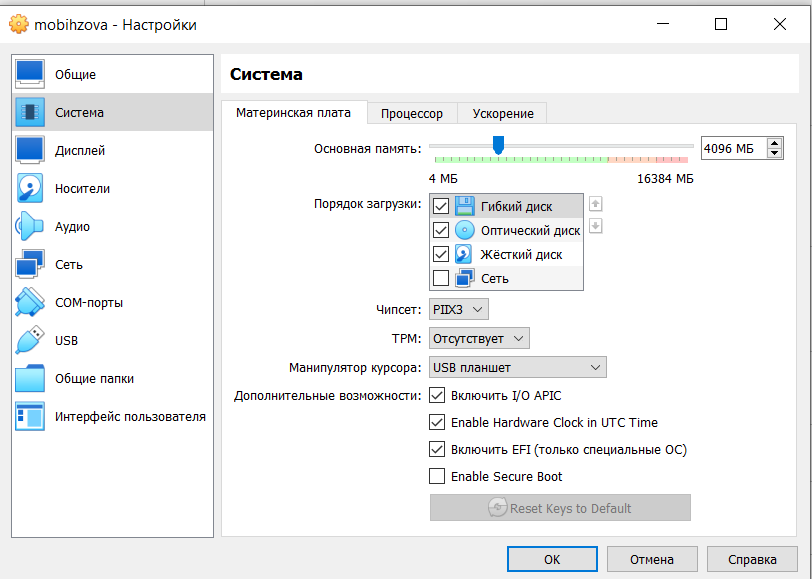 mobihzova - Настройки
Общие
Система
Дисплей
Носители
Аудио
Сеть
COM-порты
USB
Общие папки
Интерфейс пользователя
Система
Материнская плата
Процессор
Ускорение
Основная память:
4096 МБ
4 МБ
16384 МБ
Порядок загрузки:
Гибкий диск
Оптический диск
Жёсткий диск
Сеть
Чипсет:
PIIX3
TPM:
Отсутствует
Манипулятор курсора:
USB планшет
Дополнительные возможности:
Включить I/O APIC
Enable Hardware Clock in UTC Time
Включить EFI (только специальные ОС)
Enable Secure Boot
Reset Keys to Default
OK
Отмена
Справка